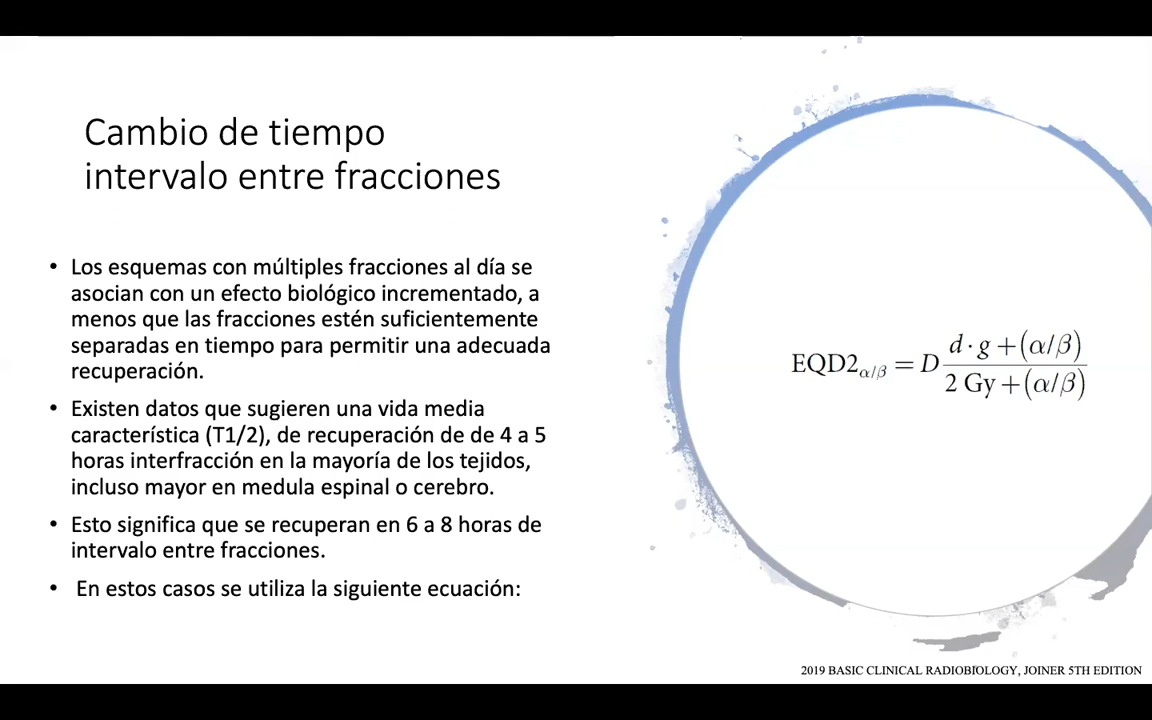 Cambio de tiempo
intervalo entre fracciones
• Los esquemas con múltiples fracciones al día se
asocian con un efecto biológico incrementado, a
menos que las fracciones estén suficientemente
separadas en tiempo para permitir una adecuada
recuperación.
• Existen datos que sugieren una vida media
característica (T1/2), de recuperación de de 4 a 5
horas interfracción en la mayoría de los tejidos,
incluso mayor en medula espinal o cerebro.
• Esto significa que se recuperan en 6 a 8 horas de
intervalo entre fracciones.
• En estos casos se utiliza la siguiente ecuación:
EQD2α/β = D (d·g+(α/β))/(2 Gy+(α/β))
2019 BASIC CLINICAL RADIOBIOLOGY, JOINER 5TH EDITION